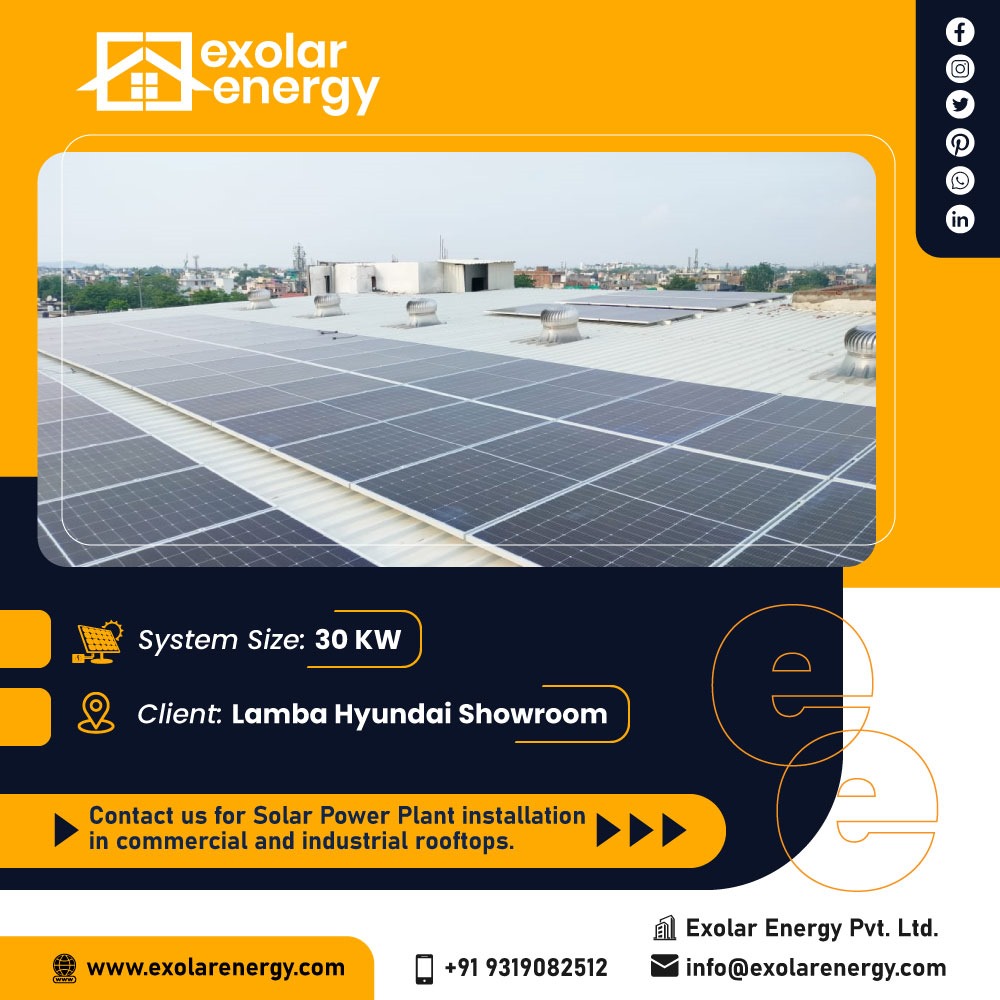 exolar
energy
System Size: 30 KW
Client: Lamba Hyundai Showroom
Contact us for Solar Power Plant installation
in commercial and industrial rooftops.
e
e
Exolar Energy Pvt. Ltd.
www.exolarenergy.com
+91 9319082512
info@exolarenergy.com